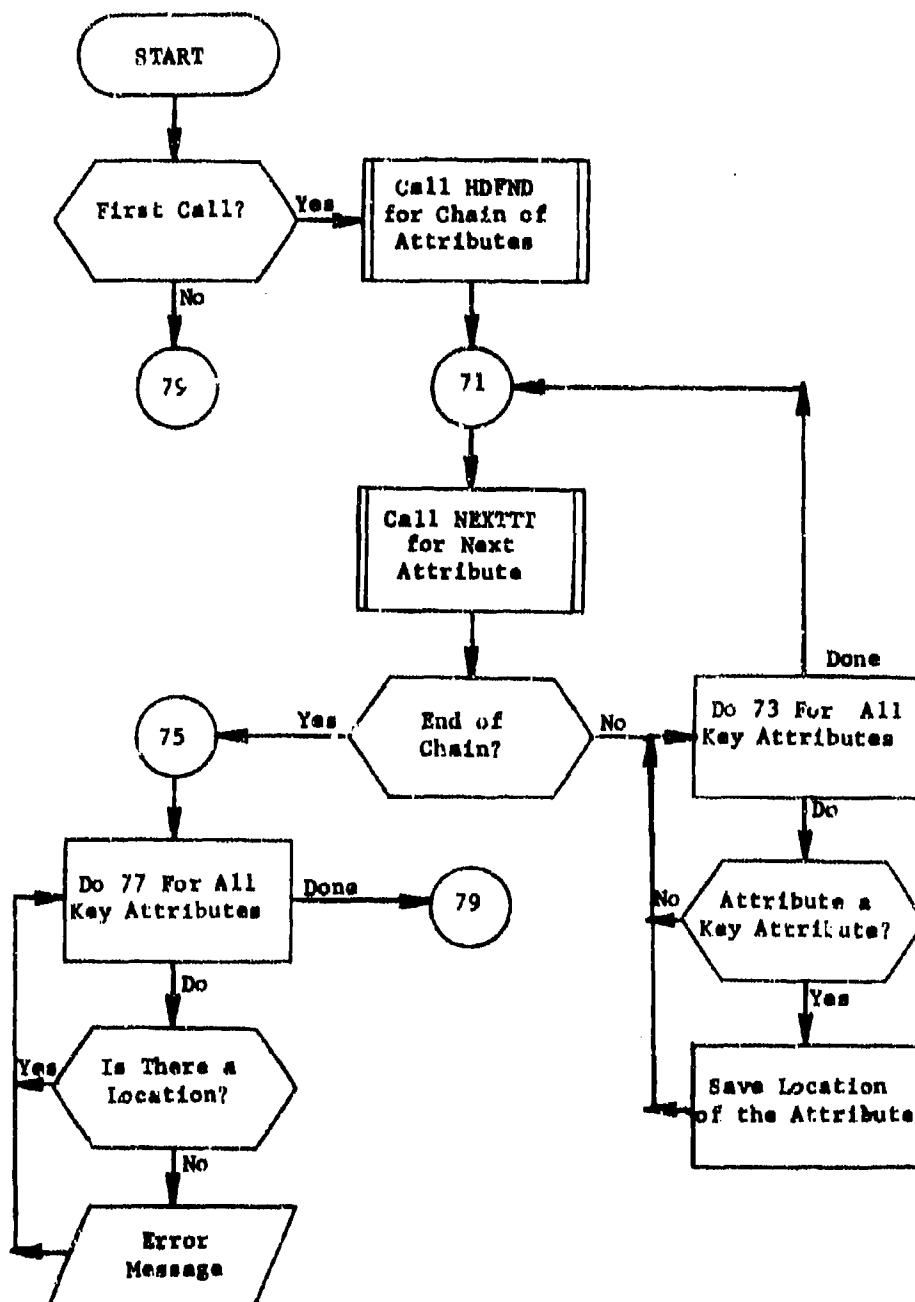 START
First Call?
Yes
Call HDFND
for Chain of
Attributes
No
79
71
Call NEXTTT
for Next
Attribute
Done
75
Yes
End of
Chain?
No
Do 73 For All
Key Attributes
Do
Do 77 For All
Key Attributes
Done
79
No
Attribute a
Key Attribute?
Do
Yes
Yes
Is There a
Location?
Save Location
of the Attribute
No
Error
Message